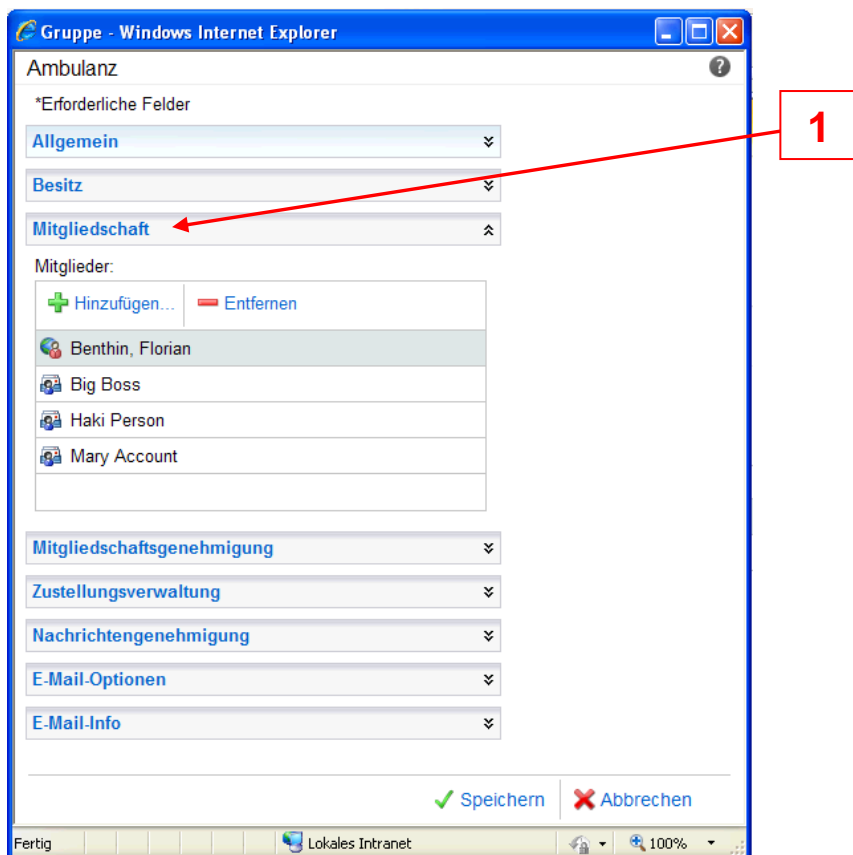 Gruppe - Windows Internet Explorer
Ambulanz
*Erforderliche Felder
1
Allgemein
Besitz
Mitgliedschaft
Mitglieder:
Hinzufügen... Entfernen
Benthin, Florian
Big Boss
Haki Person
Mary Account
Mitgliedschaftsgenehmigung
Zustellungsverwaltung
Nachrichtengenehmigung
E-Mail-Optionen
E-Mail-Info
Speichern Abbrechen
Fertig Lokales Intranet 100%